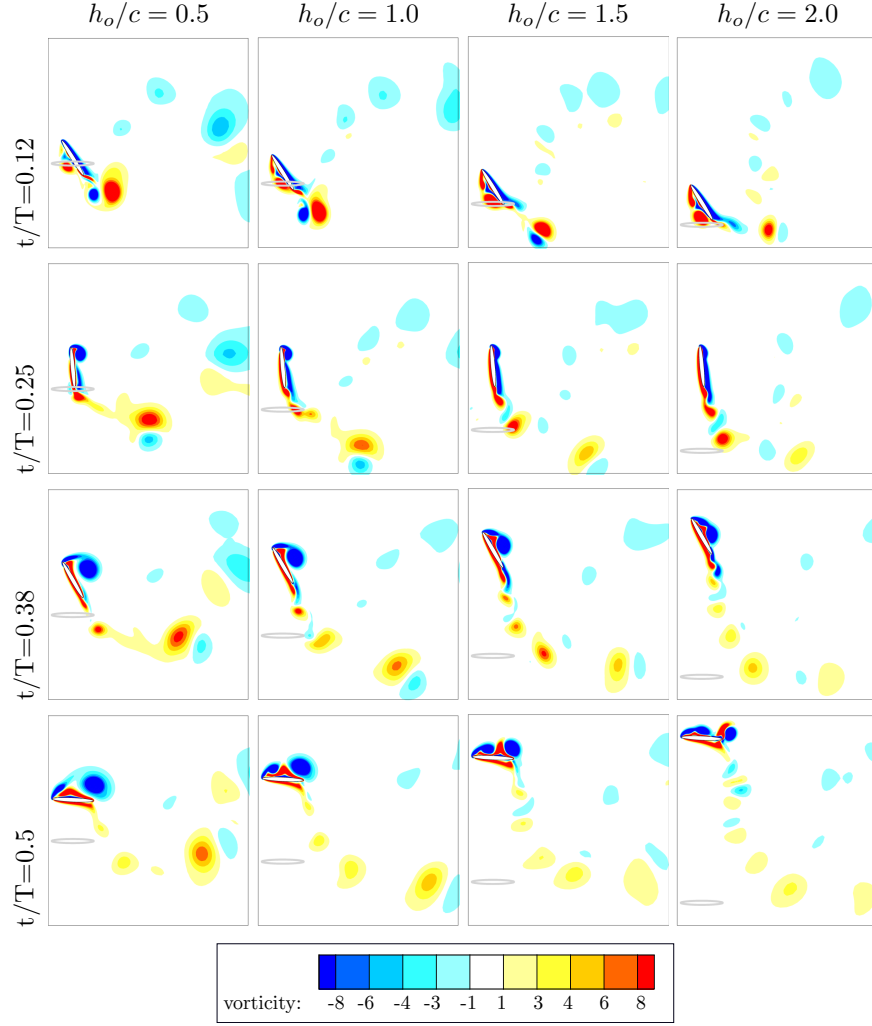 h_o/c = 0.5 h_o/c = 1.0 h_o/c = 1.5 h_o/c = 2.0
t/T=0.12
t/T=0.25
t/T=0.38
t/T=0.5
vorticity: -8 -6 -4 -3 -1 1 3 4 6 8